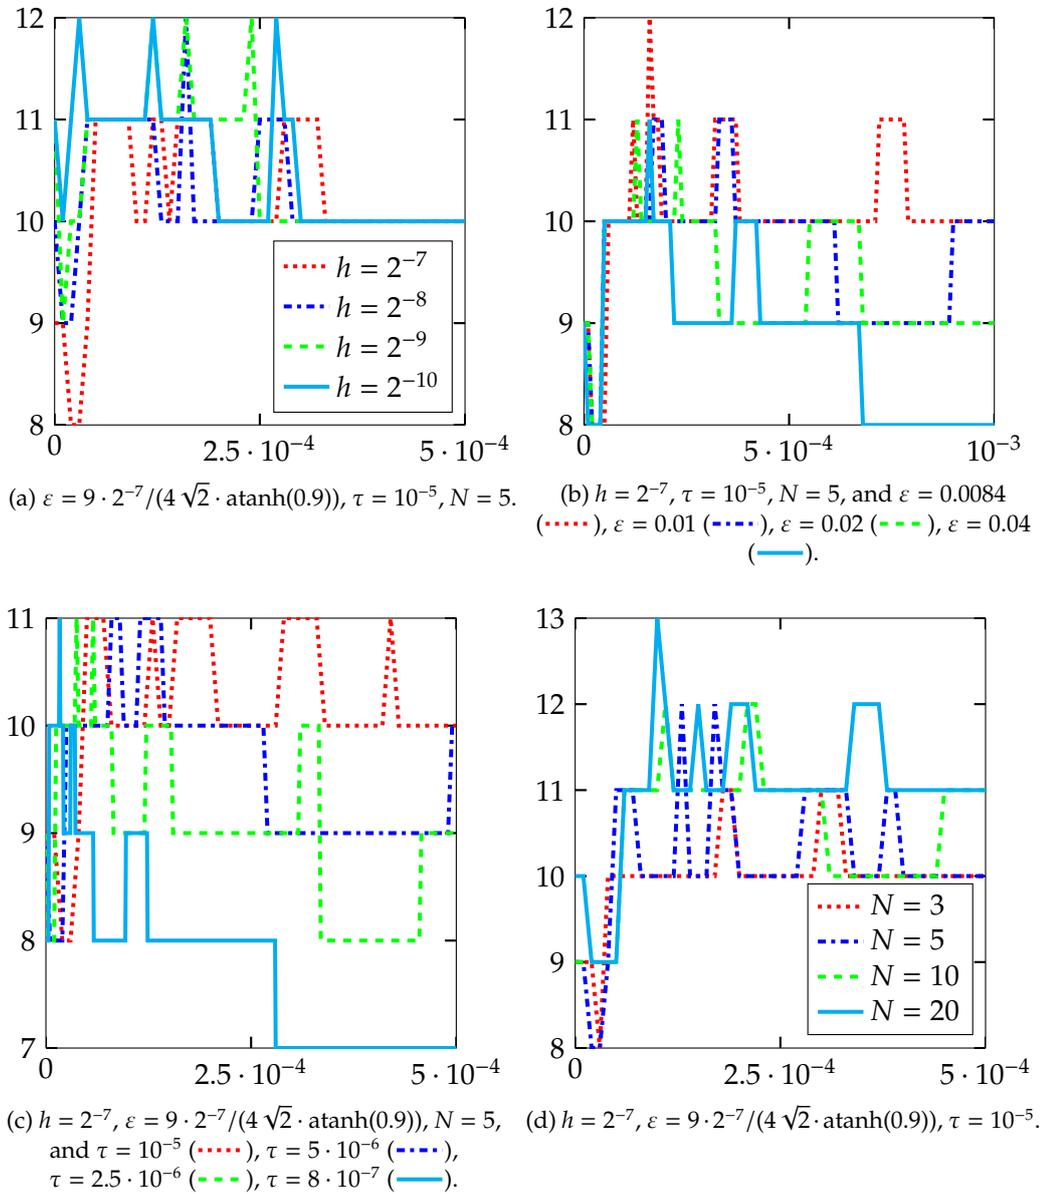 12
11
10
9
8
0
2.5·10⁻⁴
5·10⁻⁴
h = 2⁻⁷
h = 2⁻⁸
h = 2⁻⁹
h = 2⁻¹⁰
(a) ε = 9 · 2⁻⁷/(4 √2 · atanh(0.9)), τ = 10⁻⁵, N = 5.
12
11
10
9
8
0
5·10⁻⁴
10⁻³
(b) h = 2⁻⁷, τ = 10⁻⁵, N = 5, and ε = 0.0084
( ), ε = 0.01 ( ), ε = 0.02 ( ), ε = 0.04
( ).
11
10
9
8
7
0
2.5·10⁻⁴
5·10⁻⁴
(c) h = 2⁻⁷, ε = 9 · 2⁻⁷/(4 √2 · atanh(0.9)), N = 5,
and τ = 10⁻⁵ ( ), τ = 5 · 10⁻⁶ ( ),
τ = 2.5 · 10⁻⁶ ( ), τ = 8 · 10⁻⁷ ( ).
13
12
11
10
9
8
0
2.5·10⁻⁴
5·10⁻⁴
N = 3
N = 5
N = 10
N = 20
(d) h = 2⁻⁷, ε = 9 · 2⁻⁷/(4 √2 · atanh(0.9)), τ = 10⁻⁵.